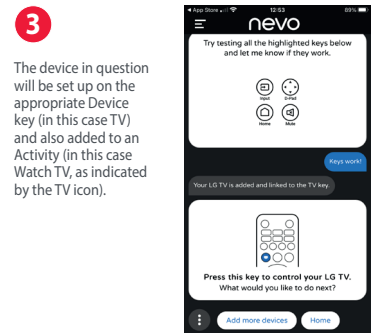 3
The device in question
will be set up on the
appropriate Device
key (in this case TV)
and also added to an
Activity (in this case
Watch TV, as indicated
by the TV icon).
App Store
12:53
89%
nevo
Try testing all the highlighted keys below
and let me know if they work.
Input
D-Pad
Home
Mute
Keys work!
Your LG TV is added and linked to the TV key.
Press this key to control your LG TV.
What would you like to do next?
Add more devices
Home